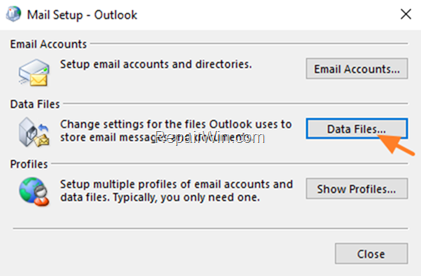 Mail Setup - Outlook
Email Accounts
Setup email accounts and directories.
Email Accounts...
Data Files
Change settings for the files Outlook uses to
store email messages and documents.
Data Files...
RepairWin.com
Profiles
Setup multiple profiles of email accounts and
data files. Typically, you only need one.
Show Profiles...
Close